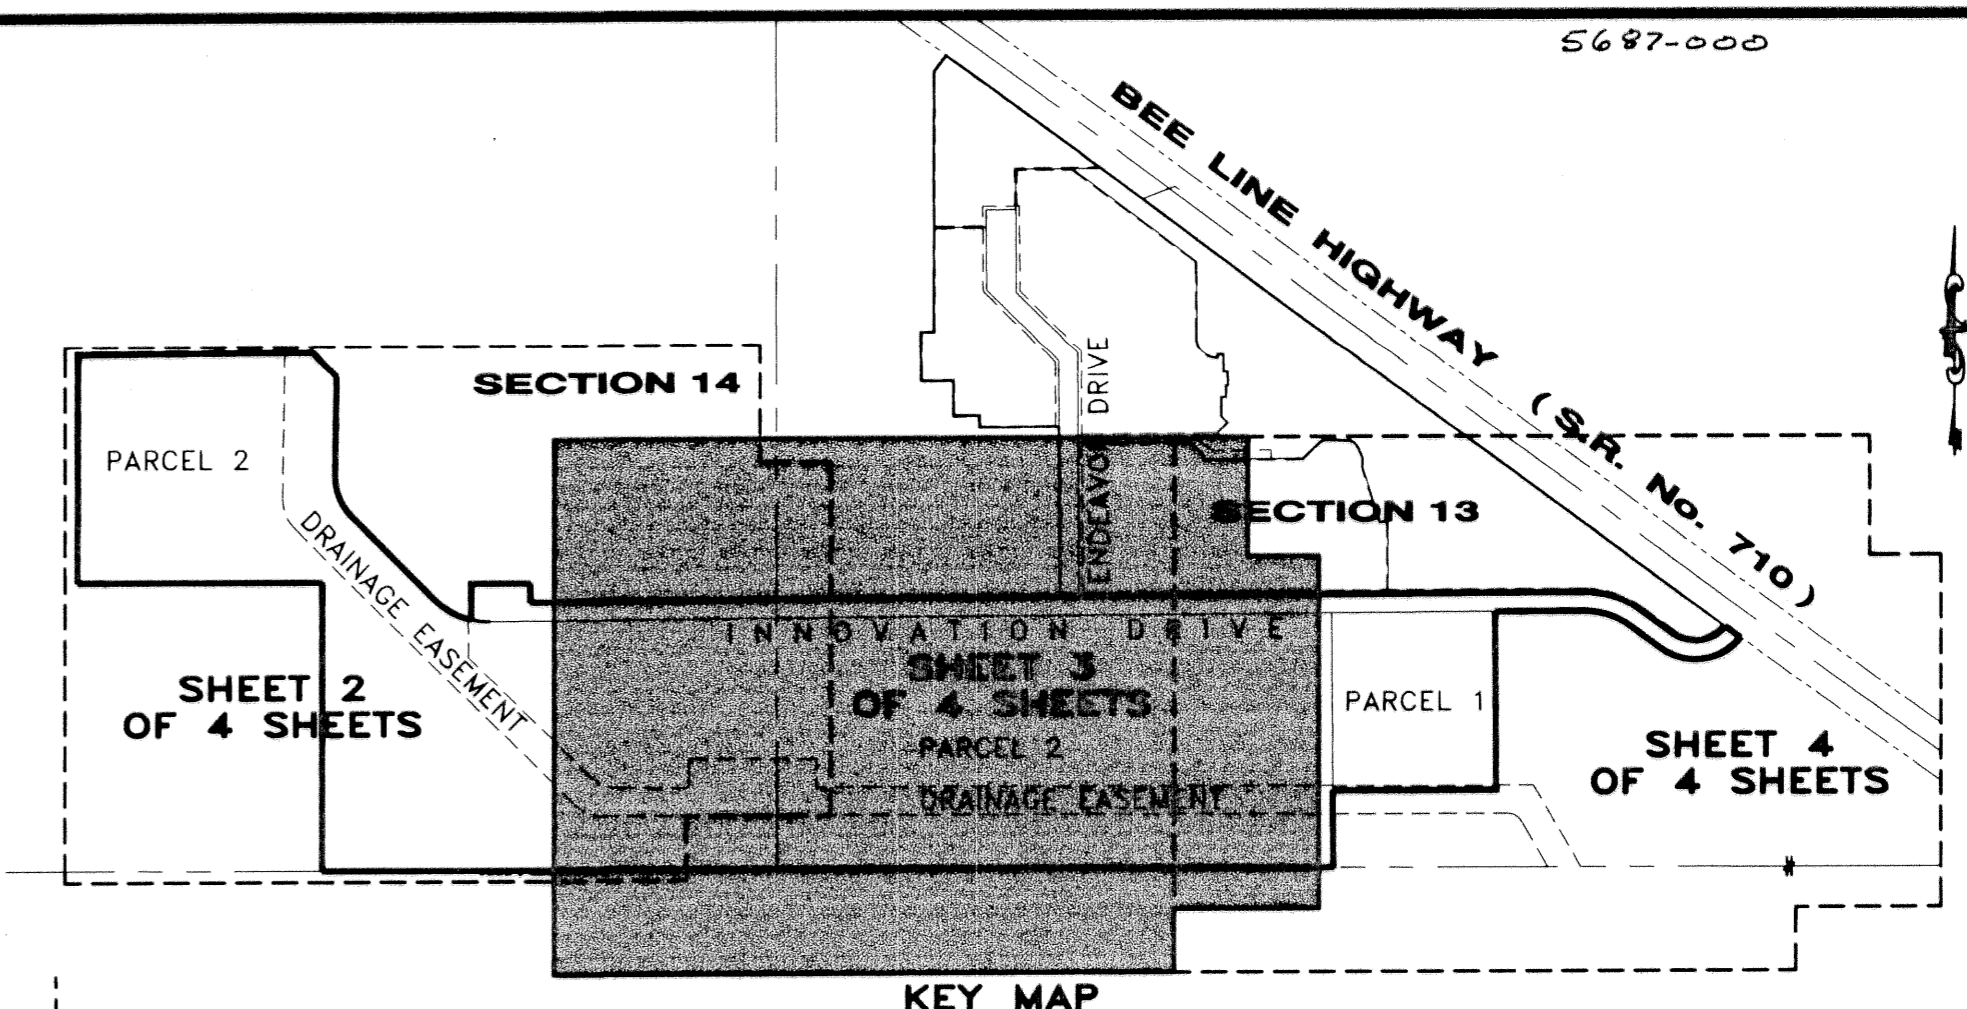 5687-000
BEE LINE HIGHWAY (S.R. No. 710)
SECTION 14
DRIVE
PARCEL 2
ENDEAVOR
SECTION 13
DRAINAGE EASEMENT
INNOVATION DRIVE
SHEET 3
OF 4 SHEETS
SHEET 2
OF 4 SHEETS
PARCEL 1
PARCEL 2
SHEET 4
OF 4 SHEETS
DRAINAGE EASEMENT
KEY MAP